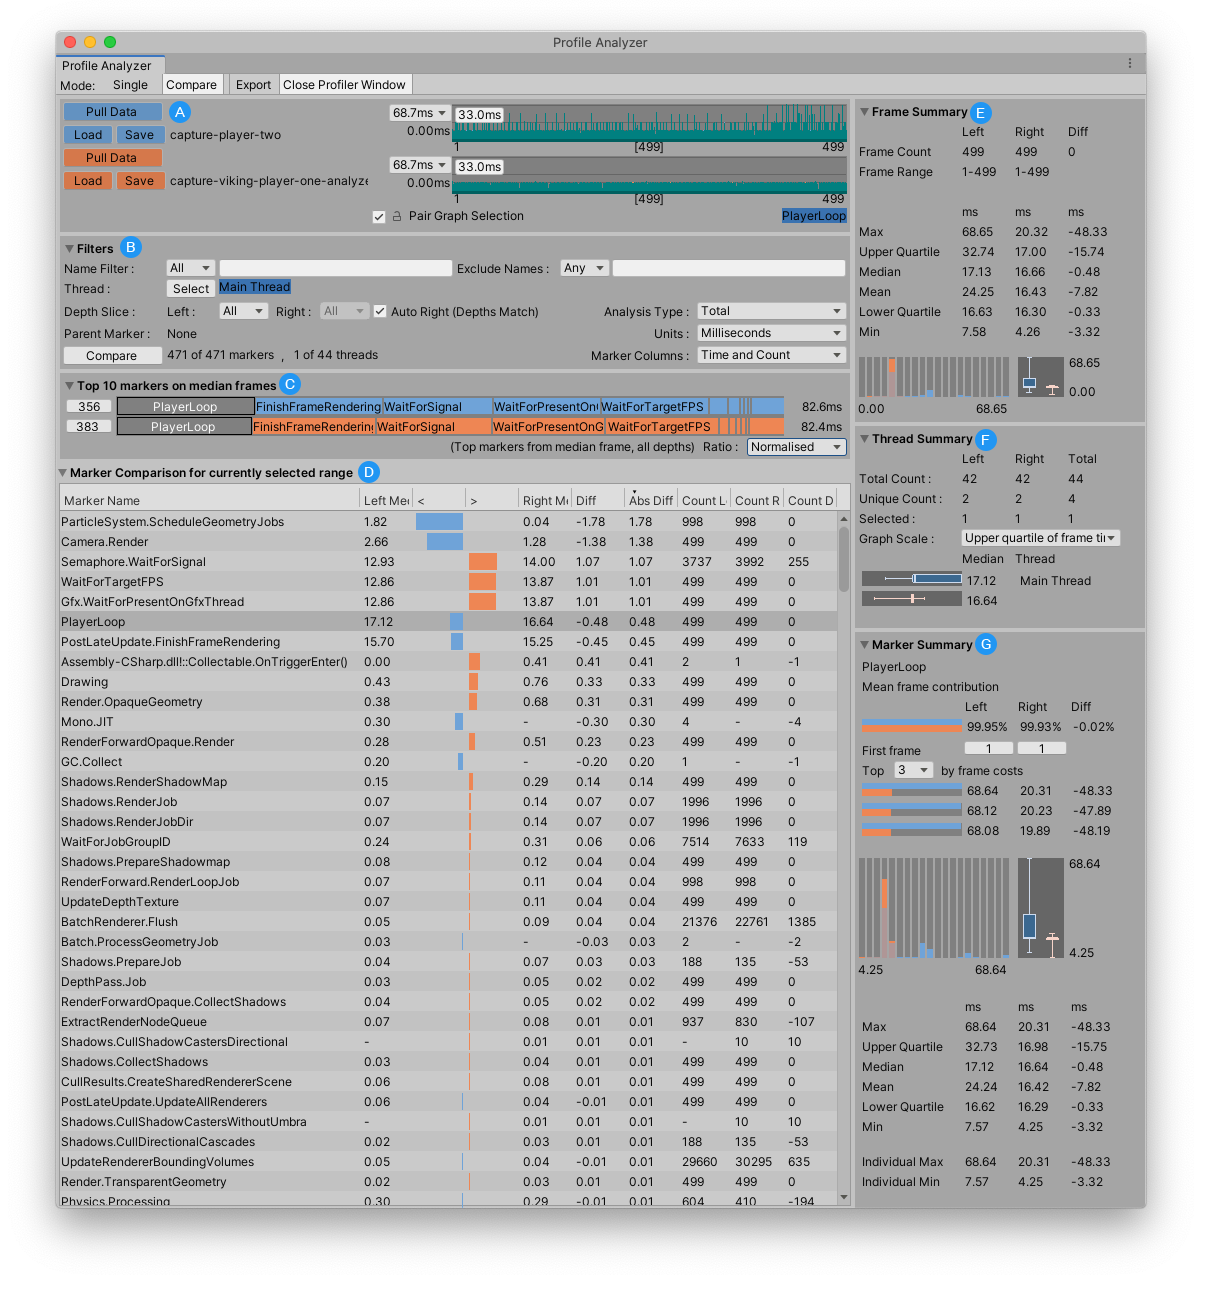 Profile Analyzer
Profile Analyzer
Mode: Single Compare Export Close Profiler Window
Pull Data A
Load Save capture-player-two
68.7ms 33.0ms
0.00ms
1 [499] 499
Pull Data
Load Save capture-viking-player-one-analyze
68.7ms 33.0ms
0.00ms
1 [499] 499
Pair Graph Selection PlayerLoop
Filters B
Name Filter : All Exclude Names : Any
Thread : Select Main Thread
Depth Slice : Left : All Right : All Auto Right (Depths Match) Analysis Type : Total
Parent Marker : None Units : Milliseconds
Compare 471 of 471 markers , 1 of 44 threads Marker Columns : Time and Count
Top 10 markers on median frames C
356 PlayerLoop FinishFrameRendering WaitForSignal WaitForPresentOn WaitForTargetFPS 82.6ms
383 PlayerLoop FinishFrameRendering WaitForSignal WaitForPresentOnG WaitForTargetFPS 82.4ms
(Top markers from median frame, all depths) Ratio : Normalised
Marker Comparison for currently selected range D
Marker Name Left Me < > Right M Diff Abs Diff Count L Count R Count D
ParticleSystem.ScheduleGeometryJobs 1.82 0.04 -1.78 1.78 998 998 0
Camera.Render 2.66 1.28 -1.38 1.38 499 499 0
Semaphore.WaitForSignal 12.93 14.00 1.07 1.07 3737 3992 255
WaitForTargetFPS 12.86 13.87 1.01 1.01 499 499 0
Gfx.WaitForPresentOnGfxThread 12.86 13.87 1.01 1.01 499 499 0
PlayerLoop 17.12 16.64 -0.48 0.48 499 499 0
PostLateUpdate.FinishFrameRendering 15.70 15.25 -0.45 0.45 499 499 0
Assembly-CSharp.dll!::Collectable.OnTriggerEnter() 0.00 0.41 0.41 0.41 2 1 -1
Drawing 0.43 0.76 0.33 0.33 499 499 0
Render.OpaqueGeometry 0.38 0.68 0.31 0.31 499 499 0
Mono.JIT 0.30 - -0.30 0.30 4 - -4
RenderForwardOpaque.Render 0.28 0.51 0.23 0.23 499 499 0
GC.Collect 0.20 - -0.20 0.20 1 - -1
Shadows.RenderShadowMap 0.15 0.29 0.14 0.14 499 499 0
Shadows.RenderJob 0.07 0.14 0.07 0.07 1996 1996 0
Shadows.RenderJobDir 0.07 0.14 0.07 0.07 1996 1996 0
WaitForJobGroupID 0.24 0.31 0.06 0.06 7514 7633 119
Shadows.PrepareShadowmap 0.08 0.12 0.04 0.04 499 499 0
RenderForward.RenderLoopJob 0.07 0.11 0.04 0.04 998 998 0
UpdateDepthTexture 0.07 0.11 0.04 0.04 499 499 0
BatchRenderer.Flush 0.05 0.09 0.04 0.04 21376 22761 1385
Batch.ProcessGeometryJob 0.03 - -0.03 0.03 2 - -2
Shadows.PrepareJob 0.04 0.07 0.03 0.03 188 135 -53
DepthPass.Job 0.03 0.05 0.02 0.02 499 499 0
RenderForwardOpaque.CollectShadows 0.04 0.05 0.02 0.02 499 499 0
ExtractRenderNodeQueue 0.07 0.08 0.01 0.01 937 830 -107
Shadows.CullShadowCastersDirectional - 0.01 0.01 0.01 - 10 10
Shadows.CollectShadows 0.03 0.04 0.01 0.01 499 499 0
CullResults.CreateSharedRendererScene 0.06 0.08 0.01 0.01 499 499 0
PostLateUpdate.UpdateAllRenderers 0.06 0.04 -0.01 0.01 499 499 0
Shadows.CullShadowCastersWithoutUmbra - 0.01 0.01 0.01 - 10 10
Shadows.CullDirectionalCascades 0.02 0.03 0.01 0.01 188 135 -53
UpdateRendererBoundingVolumes 0.05 0.04 -0.01 0.01 29660 30295 635
Render.TransparentGeometry 0.02 0.03 0.01 0.01 499 499 0
Physics.Processing 0.30 0.29 -0.01 0.01 604 410 -194
Frame Summary E
Left Right Diff
Frame Count 499 499 0
Frame Range 1-499 1-499
ms ms ms
Max 68.65 20.32 -48.33
Upper Quartile 32.74 17.00 -15.74
Median 17.13 16.66 -0.48
Mean 24.25 16.43 -7.82
Lower Quartile 16.63 16.30 -0.33
Min 7.58 4.26 -3.32
68.65
0.00
0.00 68.65
Thread Summary F
Left Right Total
Total Count : 42 42 44
Unique Count : 2 2 4
Selected : 1 1 1
Graph Scale : Upper quartile of frame ti
Median Thread
17.12 Main Thread
16.64
Marker Summary G
PlayerLoop
Mean frame contribution
Left Right Diff
99.95% 99.93% -0.02%
First frame 1 1
Top 3 by frame costs
68.64 20.31 -48.33
68.12 20.23 -47.89
68.08 19.89 -48.19
68.64
4.25
4.25 68.64
ms ms ms
Max 68.64 20.31 -48.33
Upper Quartile 32.73 16.98 -15.75
Median 17.12 16.64 -0.48
Mean 24.24 16.42 -7.82
Lower Quartile 16.62 16.29 -0.33
Min 7.57 4.25 -3.32
Individual Max 68.64 20.31 -48.33
Individual Min 7.57 4.25 -3.32